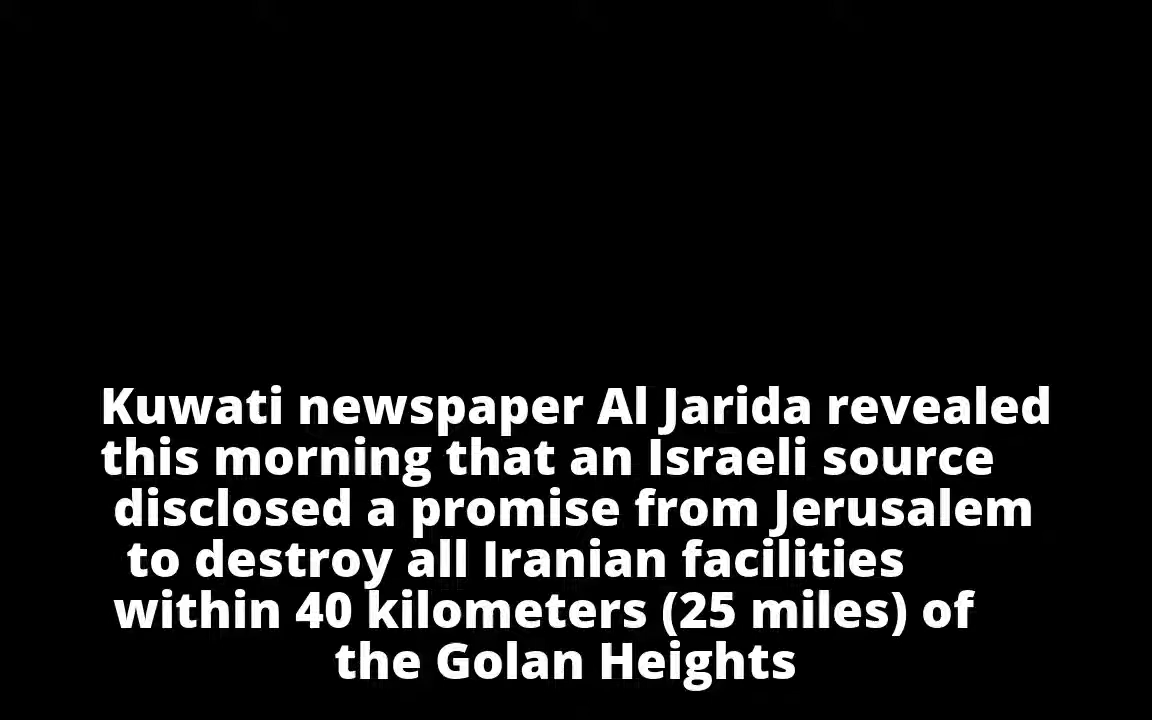 Kuwati newspaper Al Jarida revealed
this morning that an Israeli source
disclosed a promise from Jerusalem
to destroy all Iranian facilities
within 40 kilometers (25 miles) of
the Golan Heights